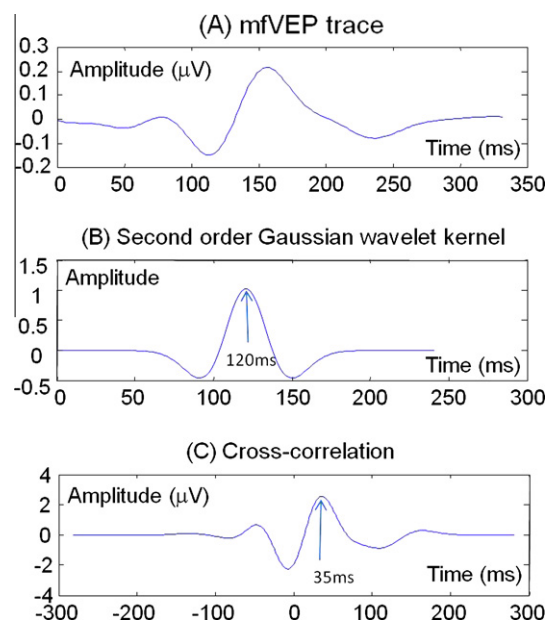 (A) mfVEP trace
0.3
Amplitude (μV)
0.2
0.1
0
-0.1
Time (ms)
0.2
0 50 100 150 200 250 300 350
(B) Second order Gaussian wavelet kernel
1.5
Amplitude
1
0.5
120ms
0
Time (ms)
-0.5
0 50 100 150 200 250 300
(C) Cross-correlation
4
Amplitude (μV)
2
0
-2
35ms
Time (ms)
-4
-300 -200 -100 0 100 200 300